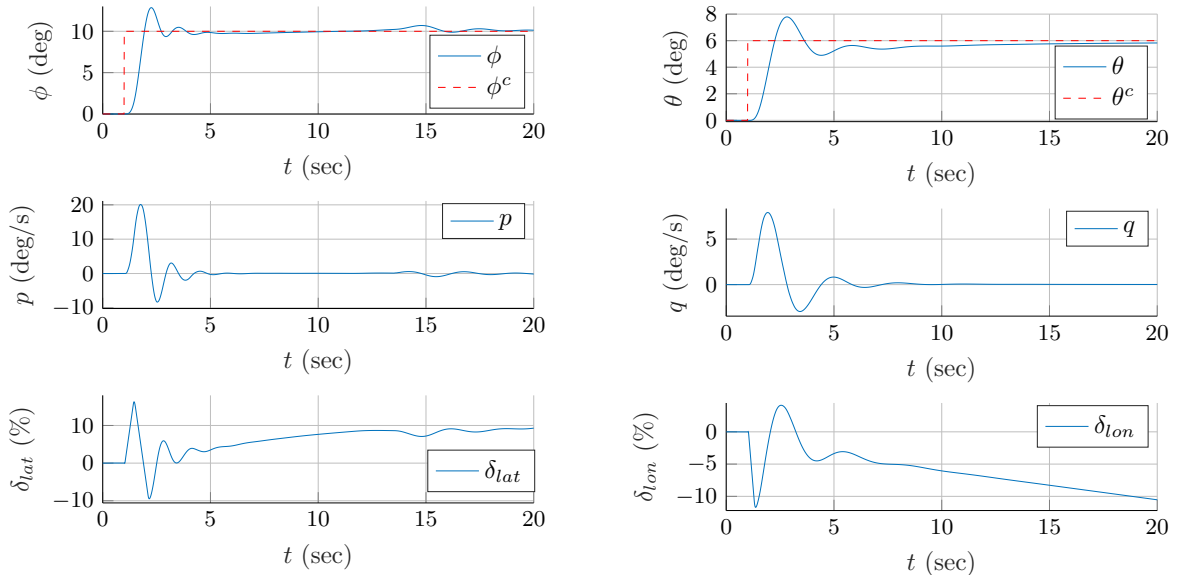 ϕ (deg)
10
5
0
ϕ
ϕ^c
0
5
10
15
20
t (sec)
θ (deg)
8
6
4
2
0
θ
θ^c
0
5
10
15
20
t (sec)
p (deg/s)
20
10
0
−10
p
0
5
10
15
20
t (sec)
q (deg/s)
5
0
q
0
5
10
15
20
t (sec)
δ_lat (%)
10
0
−10
δ_lat
0
5
10
15
20
t (sec)
δ_lon (%)
0
−5
−10
δ_lon
0
5
10
15
20
t (sec)